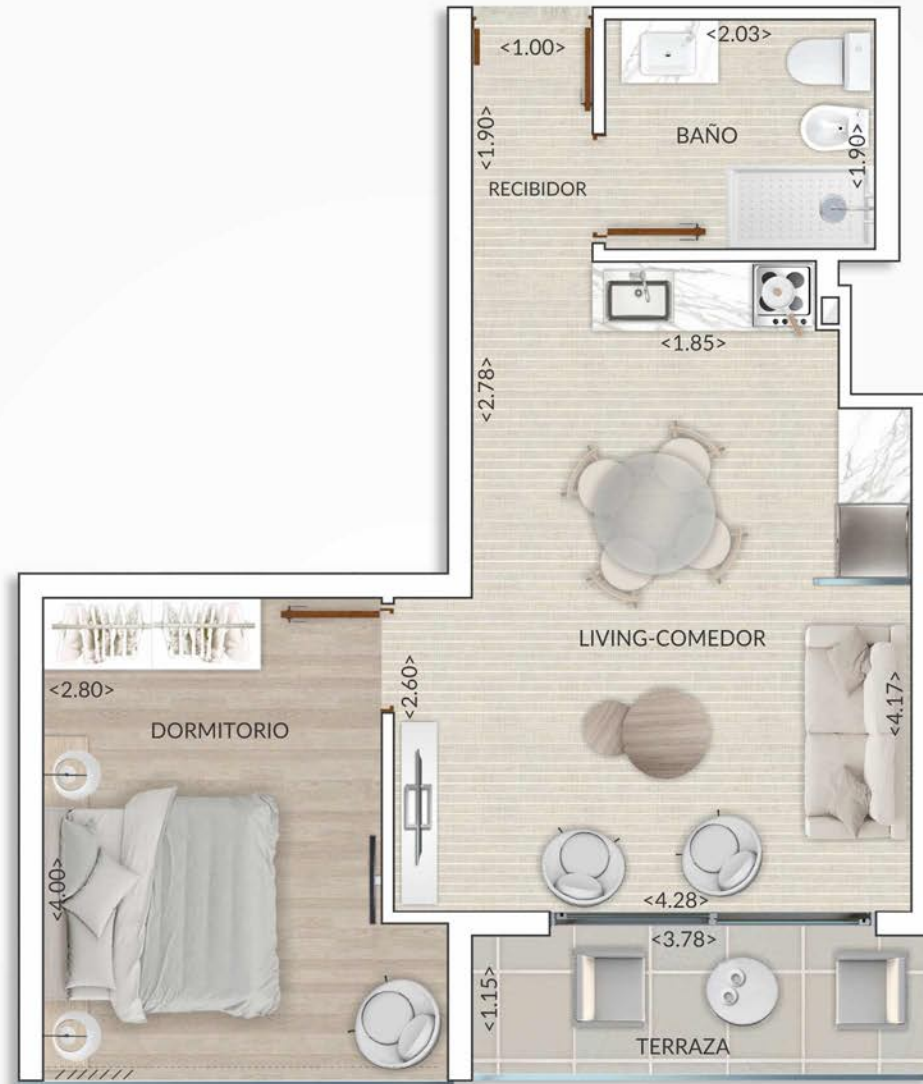 <1.00>
<2.03>
<1.90>
BAÑO
<1.90>
RECIBIDOR
<1.85>
<2.78>
LIVING-COMEDOR
<2.80>
<2.60>
<4.17>
DORMITORIO
<4.00>
<4.28>
<3.78>
<1.15>
TERRAZA